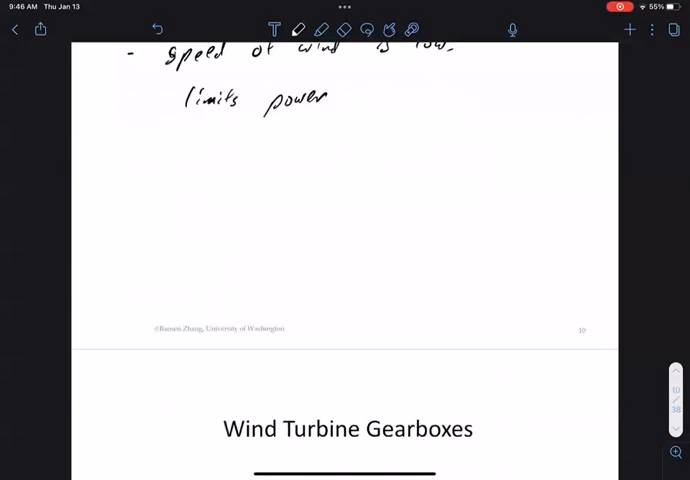 9:46 AM Thu Jan 13
55%
- speed of wind is low.
limits power
©Baosen Zhang, University of Washington
10
10
/
38
Wind Turbine Gearboxes